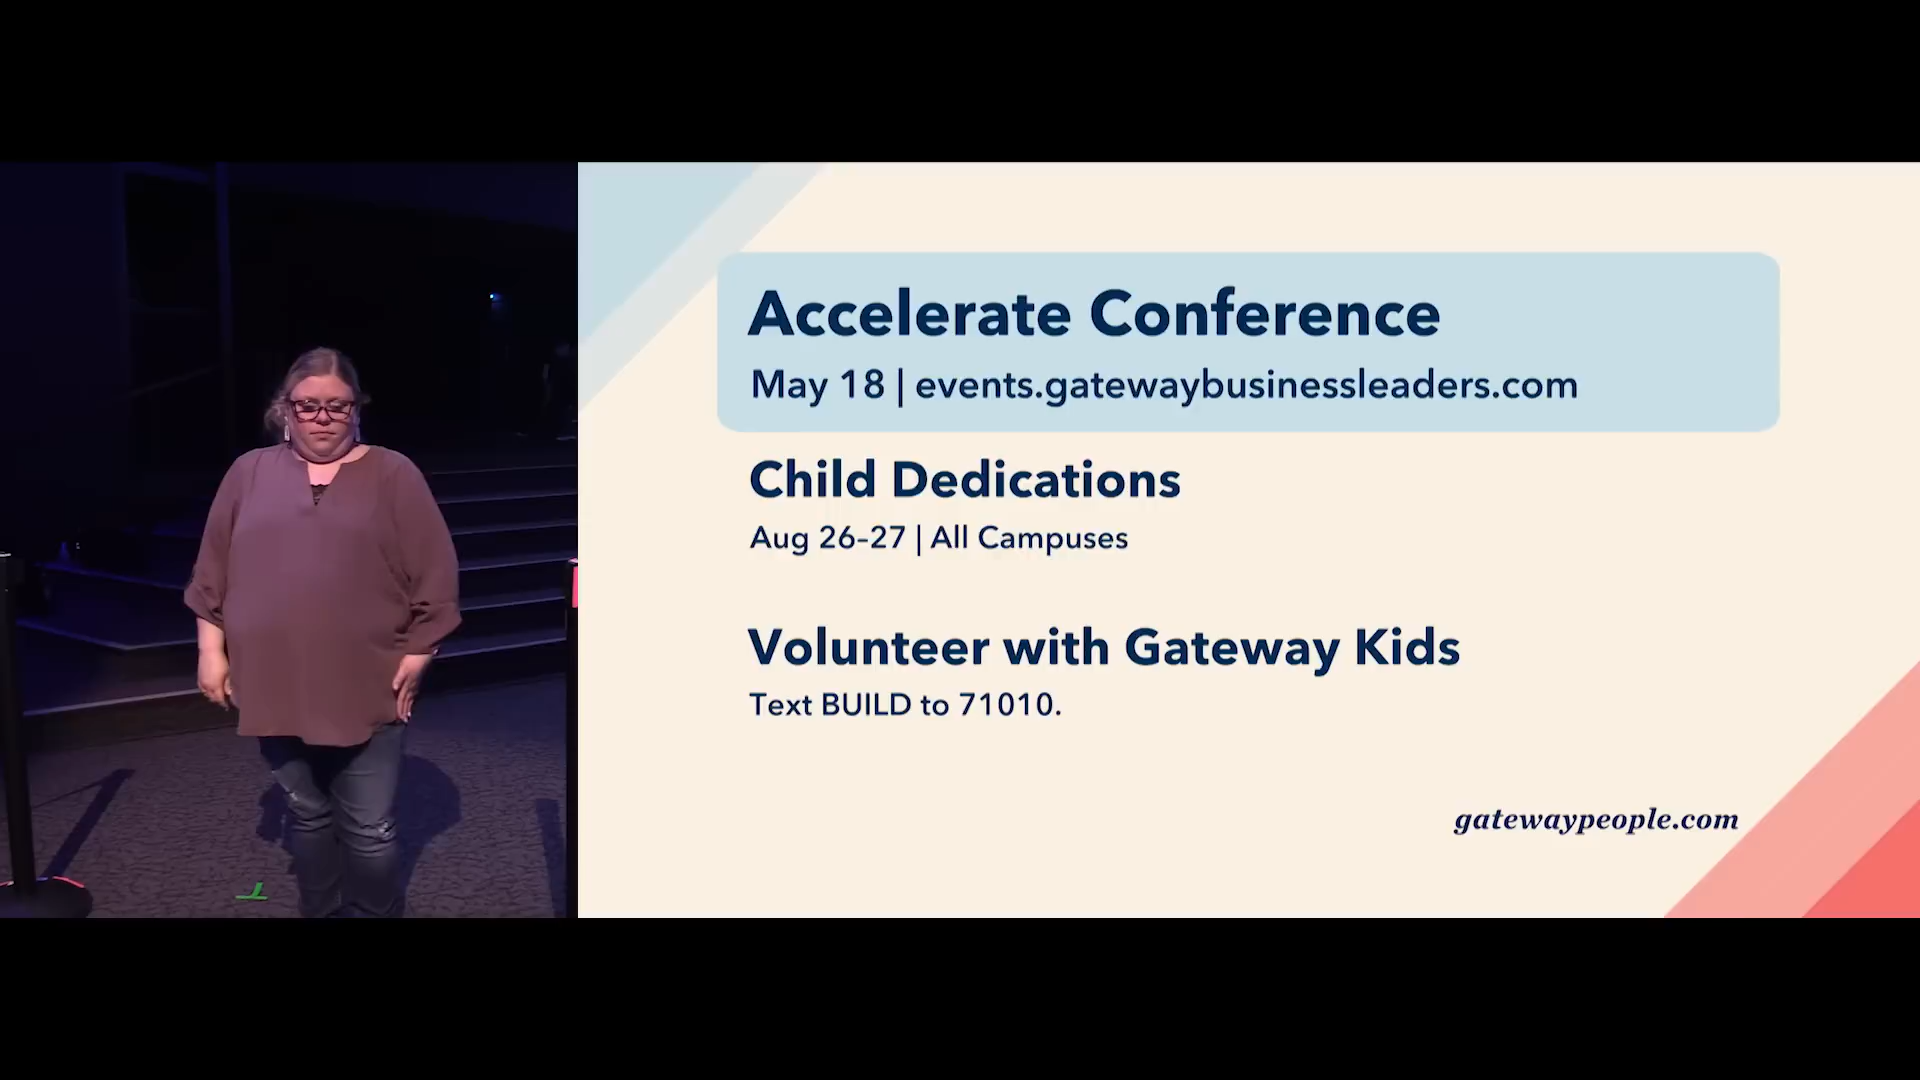 Accelerate Conference
May 18 | events.gatewaybusinessleaders.com
Child Dedications
Aug 26–27 | All Campuses
Volunteer with Gateway Kids
Text BUILD to 71010.
gatewaypeople.com